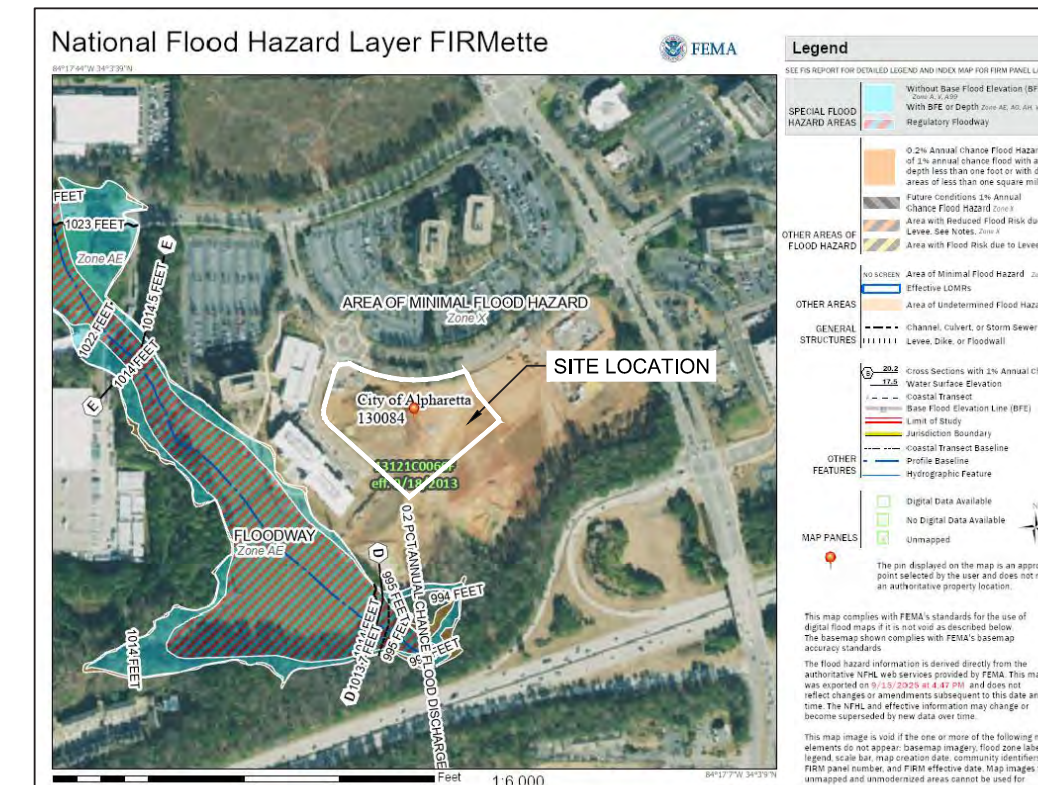 National Flood Hazard Layer FIRMette
FEMA
84°17'44"W 34°3'39"N
FEET
1023 FEET
Zone AE
E
1014.5 FEET
1022 FEET
1014 FEET
E
AREA OF MINIMAL FLOOD HAZARD
Zone X
SITE LOCATION
City of Alpharetta
130084
eff. 9/18/2013
FLOODWAY
Zone AE
D
995 FEET
994 FEET
1014 FEET
995 FEET
1014 FEET
D 1013.7 FEET
0.2 PCT ANNUAL CHANCE FLOOD DISCHARGE
Feet
1:6,000
84°17'7"W 34°3'9"N
Legend
SEE FIS REPORT FOR DETAILED LEGEND AND INDEX MAP FOR FIRM PANEL
SPECIAL FLOOD
HAZARD AREAS
Without Base Flood Elevation
Zone A, V, A99
With BFE or Depth Zone AE, AO, AH,
Regulatory Floodway
OTHER AREAS OF
FLOOD HAZARD
0.2% Annual Chance Flood
of 1% annual chance flood with
depth less than one foot or with
areas of less than one square
Future Conditions 1% Annual
Chance Flood Hazard Zone X
Area with Reduced Flood Risk
Levee. See Notes. Zone X
Area with Flood Risk due to
OTHER AREAS
NO SCREEN Area of Minimal Flood Hazard
Effective LOMRs
Area of Undetermined Flood
GENERAL
STRUCTURES
Channel, Culvert, or Storm Sewer
Levee, Dike, or Floodwall
20.2 Cross Sections with 1% Annual
17.5 Water Surface Elevation
Coastal Transect
Base Flood Elevation Line (BFE)
Limit of Study
Jurisdiction Boundary
Coastal Transect Baseline
OTHER
FEATURES
Profile Baseline
Hydrographic Feature
MAP PANELS
Digital Data Available
No Digital Data Available
Unmapped
The pin displayed on the map is an
point selected by the user and does not
an authoritative property location.
This map complies with FEMA's standards for the use of
digital flood maps if it is not void as described below.
The basemap shown complies with FEMA's basemap
accuracy standards
The flood hazard information is derived directly from the
authoritative NFHL web services provided by FEMA. This
was exported on 9/19/2025 at 4:47 PM and does not
reflect changes or amendments subsequent to this date
time. The NFHL and effective information may change or
become superseded by new data over time.
This map image is void if the one or more of the following
elements do not appear: basemap imagery, flood zone
legend, scale bar, map creation date, community
FIRM panel number, and FIRM effective date. Map images
unmapped and unmodernized areas cannot be used for